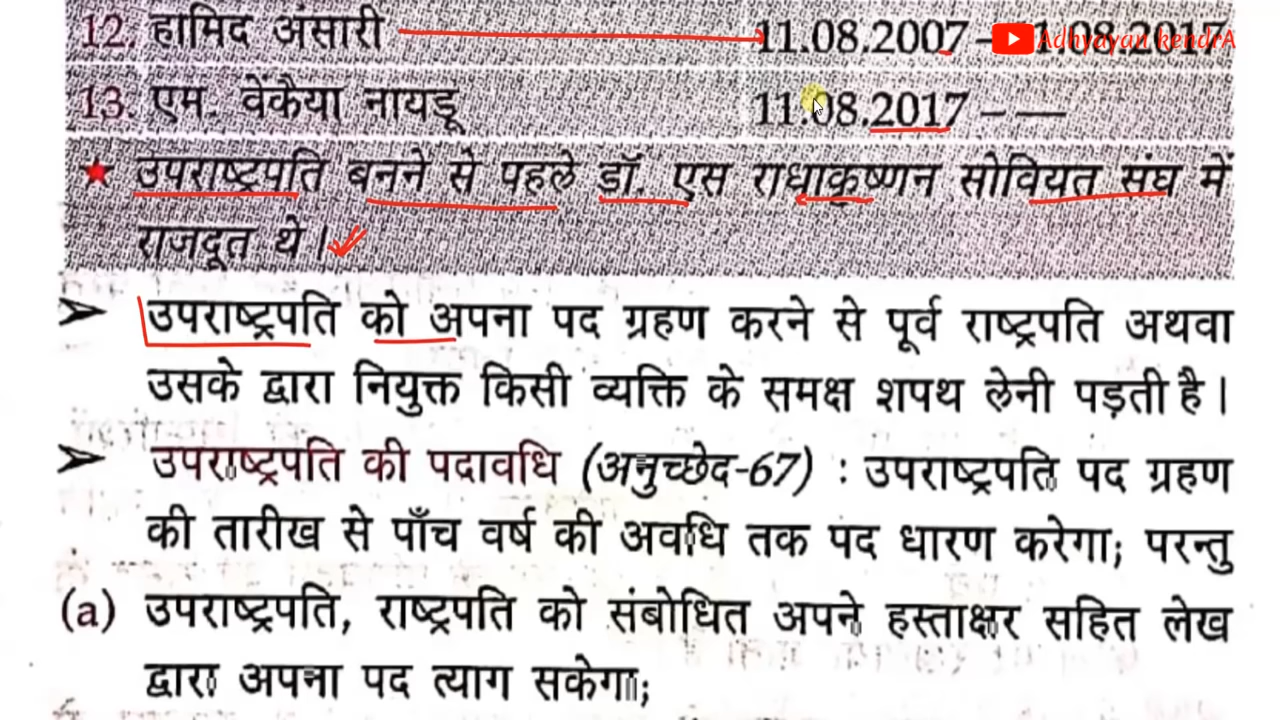 12. हामिद अंसारी 11.08.2007 – 11.08.2017
Adhyayan kendrA
13. एम. वेंकैया नायडू 11.08.2017 – —
★ उपराष्ट्रपति बनने से पहले डॉ. एस राधाकृष्णन सोवियत संघ में
राजदूत थे।
➤ उपराष्ट्रपति को अपना पद ग्रहण करने से पूर्व राष्ट्रपति अथवा
उसके द्वारा नियुक्त किसी व्यक्ति के समक्ष शपथ लेनी पड़ती है।
➤ उपराष्ट्रपति की पदावधि (अनुच्छेद-67) : उपराष्ट्रपति पद ग्रहण
की तारीख से पाँच वर्ष की अवधि तक पद धारण करेगा; परन्तु
(a) उपराष्ट्रपति, राष्ट्रपति को संबोधित अपने हस्ताक्षर सहित लेख
द्वारा अपना पद त्याग सकेगा;